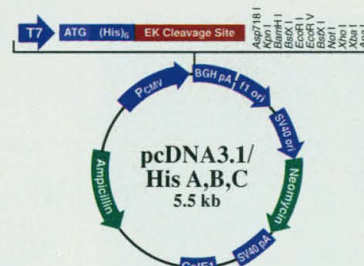 T7 ATG (His)6 EK Cleavage Site
Asp718 I
Kpn I
BamH I
BstX I
EcoR I
EcoR V
BstX I
Not I
Xho I
Xba I
PCMV
BGH pA
f1 ori
SV40 ori
Neomycin
SV40 pA
ColE1
Ampicillin
pcDNA3.1/
His A,B,C
5.5 kb